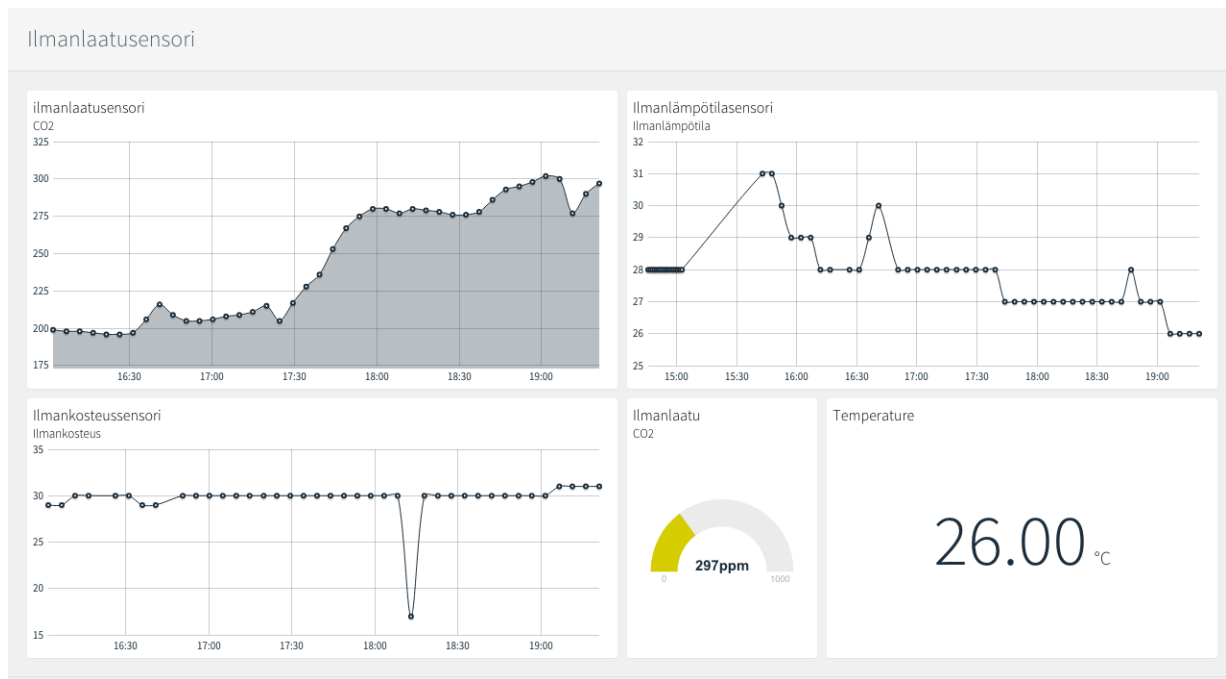 Ilmanlaatusensori
ilmanlaatusensori
CO2
325
300
275
250
225
200
175
16:30 17:00 17:30 18:00 18:30 19:00
Ilmanlämpötilasensori
Ilmanlämpötila
32
31
30
29
28
27
26
25
15:00 15:30 16:00 16:30 17:00 17:30 18:00 18:30 19:00
Ilmankosteussensori
Ilmankosteus
35
30
25
20
15
16:30 17:00 17:30 18:00 18:30 19:00
Ilmanlaatu
CO2
297ppm
0 1000
Temperature
26.00 °C